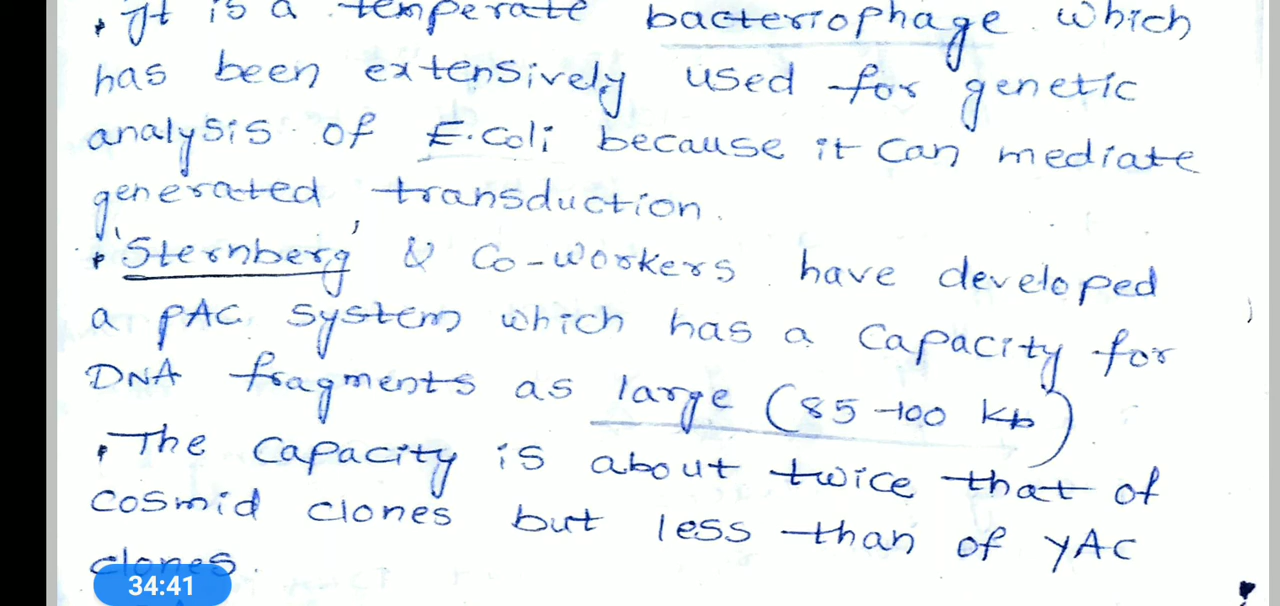 • It is a temperate bacteriophage which
has been extensively used for genetic
analysis of E.coli because it can mediate
generated transduction.
• 'Sternberg' & Co-workers have developed
a PAC system which has a capacity for
DNA fragments as large (85-100 kb)
• The capacity is about twice that of
cosmid clones but less than of YAC
clones.
34:41